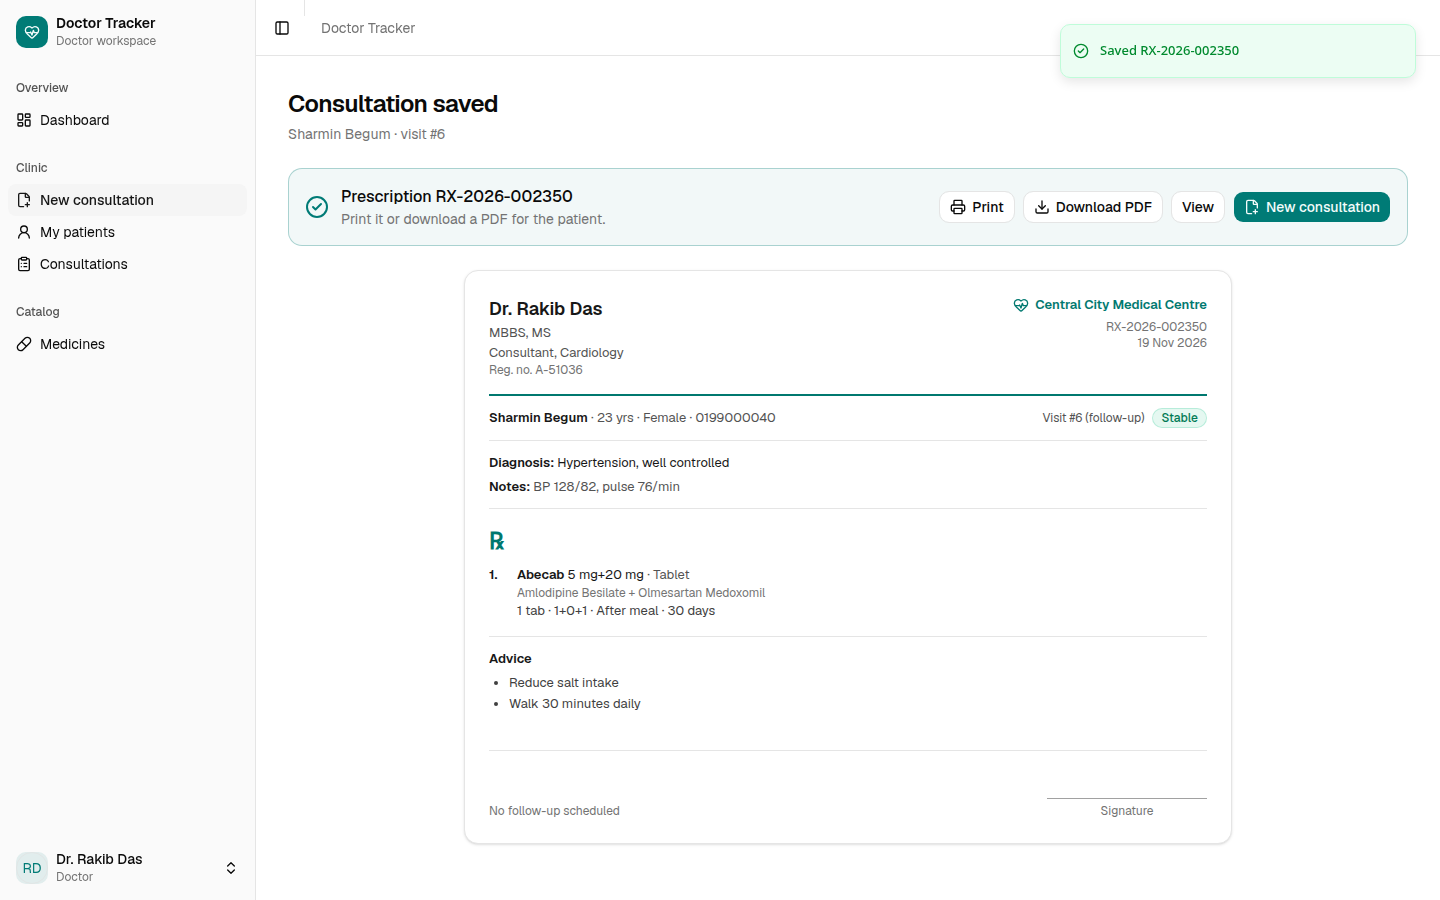 Doctor Tracker
Doctor workspace
Overview
Dashboard
Clinic
New consultation
My patients
Consultations
Catalog
Medicines
RD
Dr. Rakib Das
Doctor
Doctor Tracker
Saved RX-2026-002350
Consultation saved
Sharmin Begum · visit #6
Prescription RX-2026-002350
Print it or download a PDF for the patient.
Print
Download PDF
View
New consultation
Dr. Rakib Das
MBBS, MS
Consultant, Cardiology
Reg. no. A-51036
Central City Medical Centre
RX-2026-002350
19 Nov 2026
Sharmin Begum · 23 yrs · Female · 0199000040
Visit #6 (follow-up) Stable
Diagnosis: Hypertension, well controlled
Notes: BP 128/82, pulse 76/min
℞
1. Abecab 5 mg+20 mg · Tablet
Amlodipine Besilate + Olmesartan Medoxomil
1 tab · 1+0+1 · After meal · 30 days
Advice
• Reduce salt intake
• Walk 30 minutes daily
No follow-up scheduled
Signature